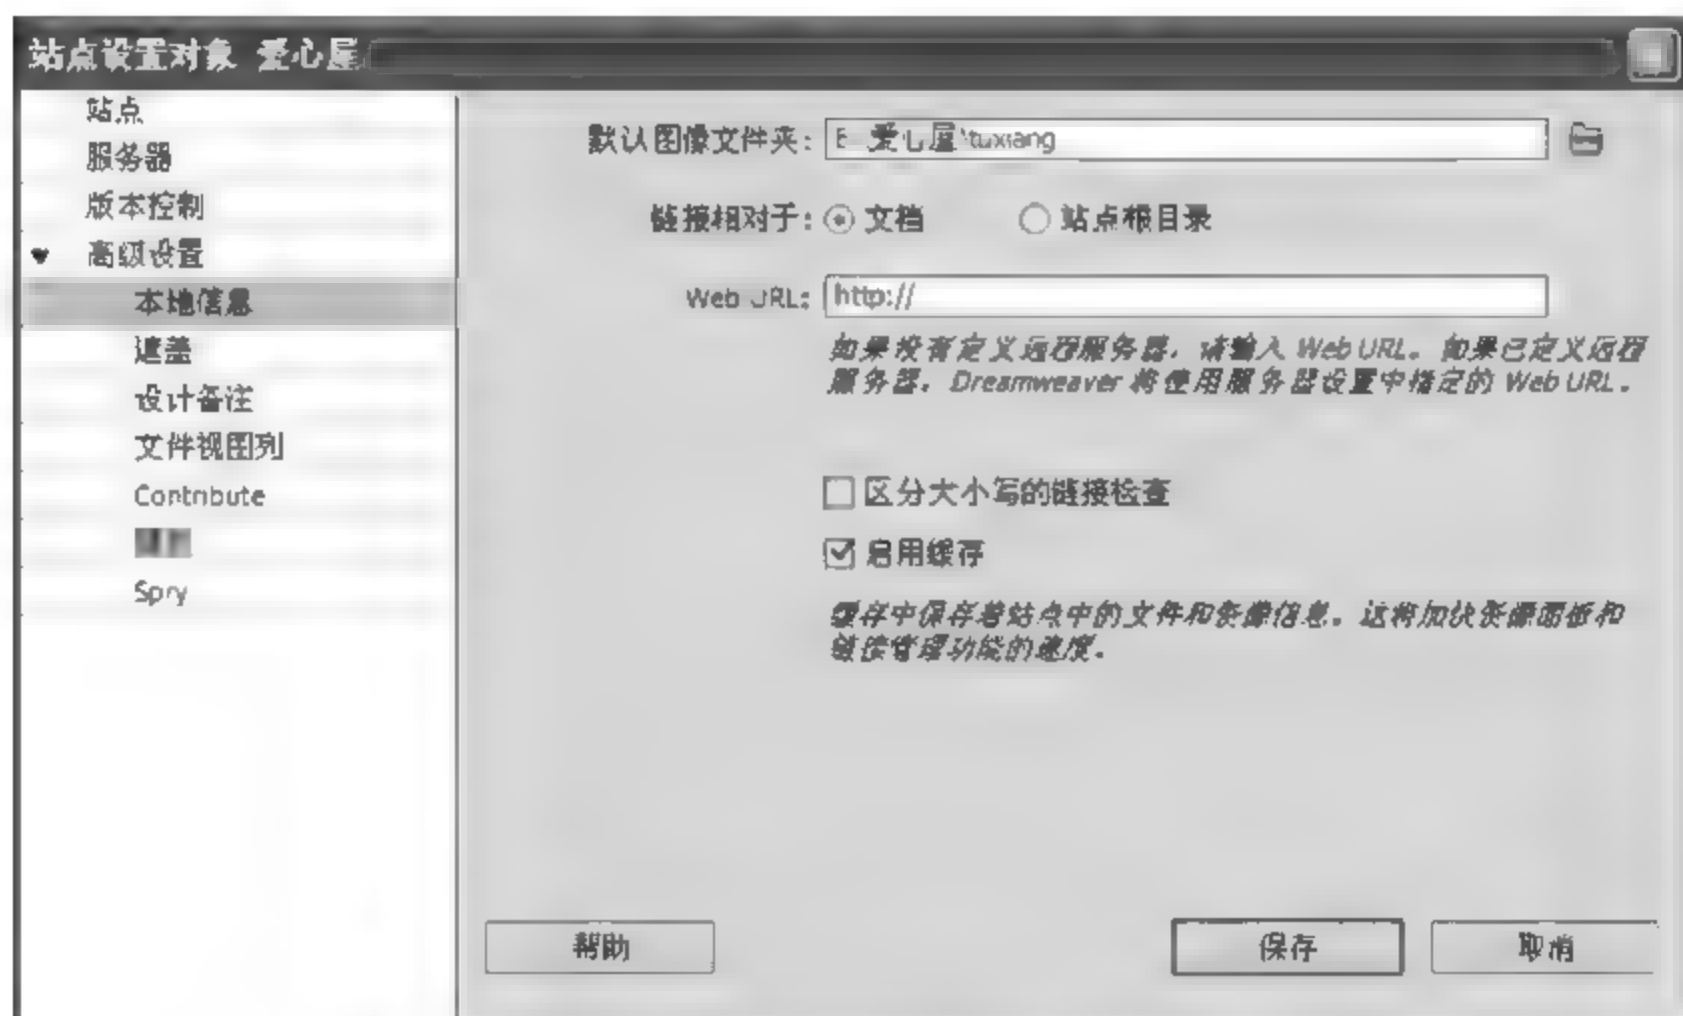 站点设置对象 爱心屋
站点
服务器
版本控制
高级设置
本地信息
遮盖
设计备注
文件视图列
Contribute
Spry
默认图像文件夹: 爱心屋\tuxiang
链接相对于: 文档 站点根目录
Web URL: http://
如果没有定义远程服务器，请输入 Web URL。如果已定义远程
服务器，Dreamweaver 将使用服务器设置中指定的 Web URL。
区分大小写的链接检查
启用缓存
缓存中保存着站点中的文件和资源信息。这将加快资源面板和
链接管理功能的速度。
帮助 保存 取消